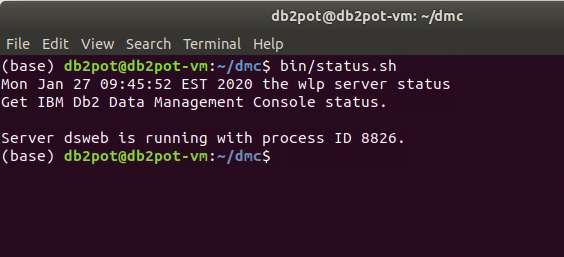 db2pot@db2pot-vm: ~/dmc
File Edit View Search Terminal Help
(base) db2pot@db2pot-vm:~/dmc$ bin/status.sh
Mon Jan 27 09:45:52 EST 2020 the wlp server status
Get IBM Db2 Data Management Console status.
Server dsweb is running with process ID 8826.
(base) db2pot@db2pot-vm:~/dmc$